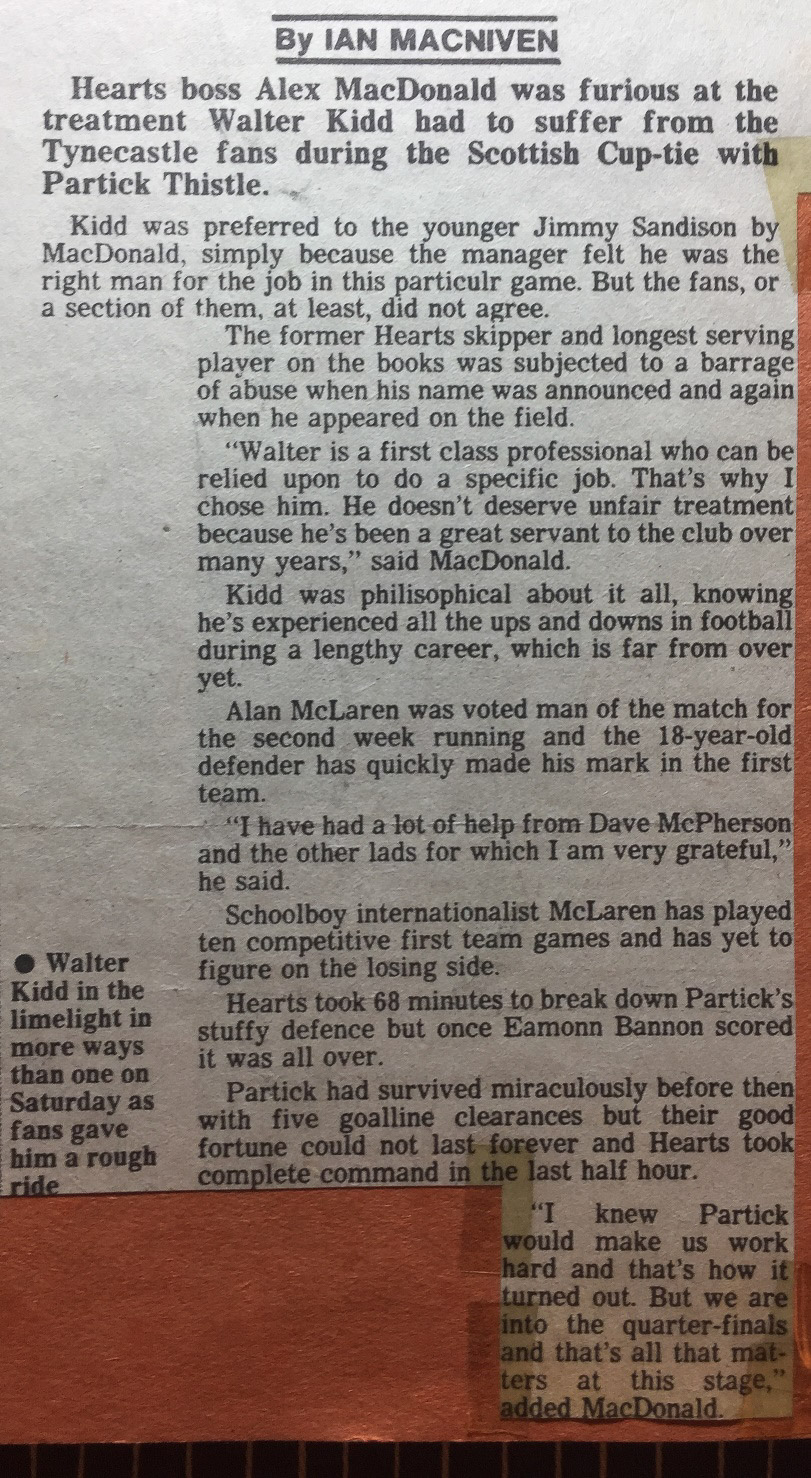 By IAN MACNIVEN
Hearts boss Alex MacDonald was furious at the
treatment Walter Kidd had to suffer from the
Tynecastle fans during the Scottish Cup-tie with
Partick Thistle.
Kidd was preferred to the younger Jimmy Sandison by
MacDonald, simply because the manager felt he was the
right man for the job in this particulr game. But the fans, or
a section of them, at least, did not agree.
The former Hearts skipper and longest serving
player on the books was subjected to a barrage
of abuse when his name was announced and again
when he appeared on the field.
“Walter is a first class professional who can be
relied upon to do a specific job. That’s why I
chose him. He doesn’t deserve unfair treatment
because he’s been a great servant to the club over
many years,” said MacDonald.
Kidd was philisophical about it all, knowing
he’s experienced all the ups and downs in football
during a lengthy career, which is far from over
yet.
Alan McLaren was voted man of the match for
the second week running and the 18-year-old
defender has quickly made his mark in the first
team.
“I have had a lot of help from Dave McPherson
and the other lads for which I am very grateful,”
he said.
Schoolboy internationalist McLaren has played
ten competitive first team games and has yet to
figure on the losing side.
Hearts took 68 minutes to break down Partick’s
stuffy defence but once Eamonn Bannon scored
it was all over.
Partick had survived miraculously before then
with five goalline clearances but their good
fortune could not last forever and Hearts took
complete command in the last half hour.
“I knew Partick
would make us work
hard and that’s how it
turned out. But we are
into the quarter-finals
and that’s all that mat-
ters at this stage,”
added MacDonald.
● Walter
Kidd in the
limelight in
more ways
than one on
Saturday as
fans gave
him a rough
ride